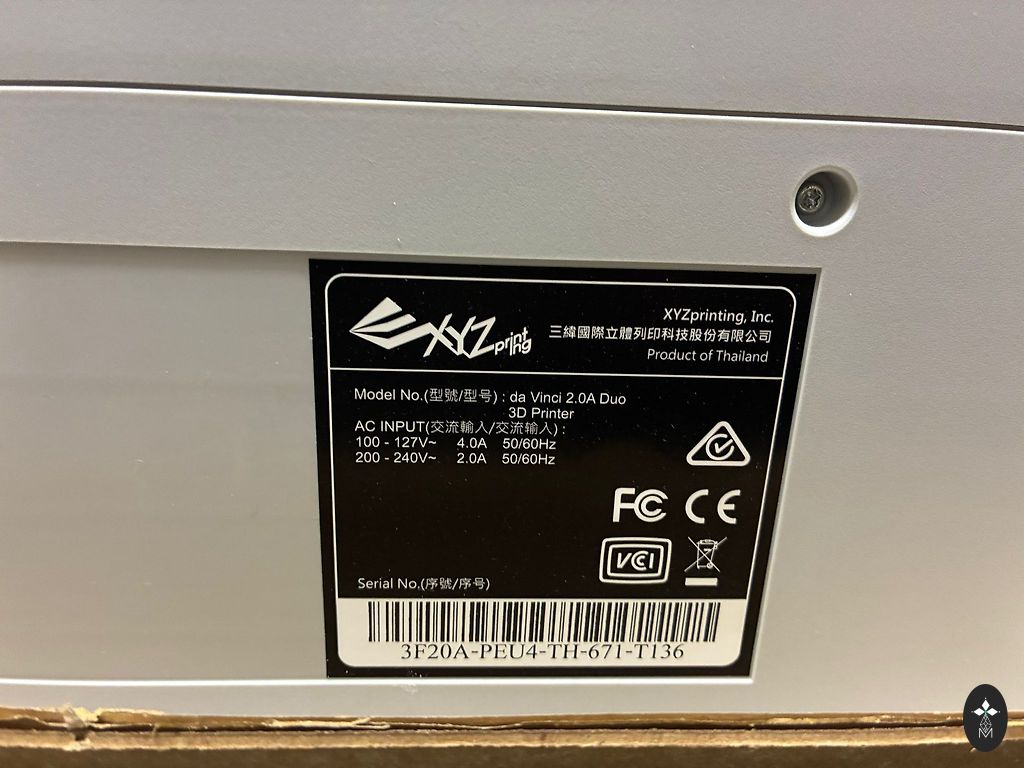 XYZprinting
XYZprinting, Inc.
三緯國際立體列印科技股份有限公司
Product of Thailand
Model No.(型號/型号) : da Vinci 2.0A Duo
3D Printer
AC INPUT(交流輸入/交流输入) :
100 - 127V~ 4.0A 50/60Hz
200 - 240V~ 2.0A 50/60Hz
FC CE
VCCI
Serial No.(序號/序号)
3F20A-PEU4-TH-671-T136
M